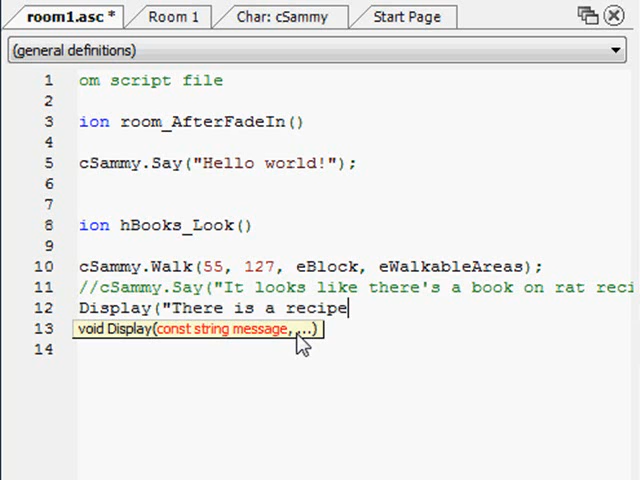 room1.asc * Room 1 Char: cSammy Start Page
(general definitions)
1 om script file
2
3 ion room_AfterFadeIn()
4
5 cSammy.Say("Hello world!");
6
7
8 ion hBooks_Look()
9
10 cSammy.Walk(55, 127, eBlock, eWalkableAreas);
11 //cSammy.Say("It looks like there's a book on rat reci
12 Display("There is a recipe
13 void Display(const string message, ...)
14